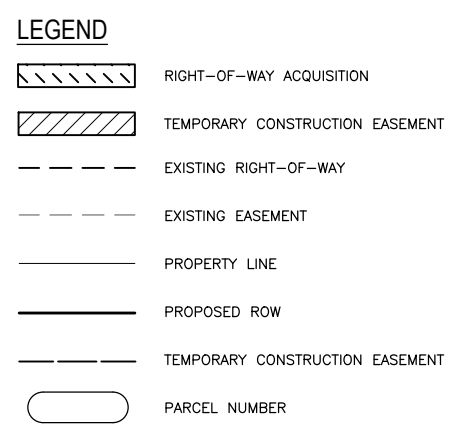 LEGEND
RIGHT-OF-WAY ACQUISITION
TEMPORARY CONSTRUCTION EASEMENT
EXISTING RIGHT-OF-WAY
EXISTING EASEMENT
PROPERTY LINE
PROPOSED ROW
TEMPORARY CONSTRUCTION EASEMENT
PARCEL NUMBER